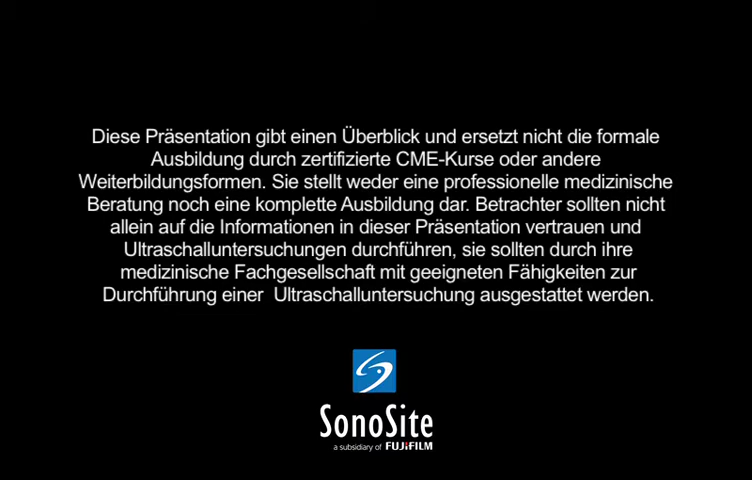 Diese Präsentation gibt einen Überblick und ersetzt nicht die formale
Ausbildung durch zertifizierte CME-Kurse oder andere
Weiterbildungsformen. Sie stellt weder eine professionelle medizinische
Beratung noch eine komplette Ausbildung dar. Betrachter sollten nicht
allein auf die Informationen in dieser Präsentation vertrauen und
Ultraschalluntersuchungen durchführen, sie sollten durch ihre
medizinische Fachgesellschaft mit geeigneten Fähigkeiten zur
Durchführung einer  Ultraschalluntersuchung ausgestattet werden.
SonoSite
a subsidiary of FUJIFILM